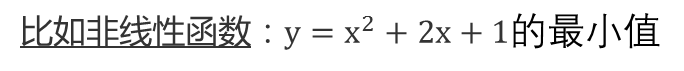 比如非线性函数：y = x² + 2x + 1的最小值